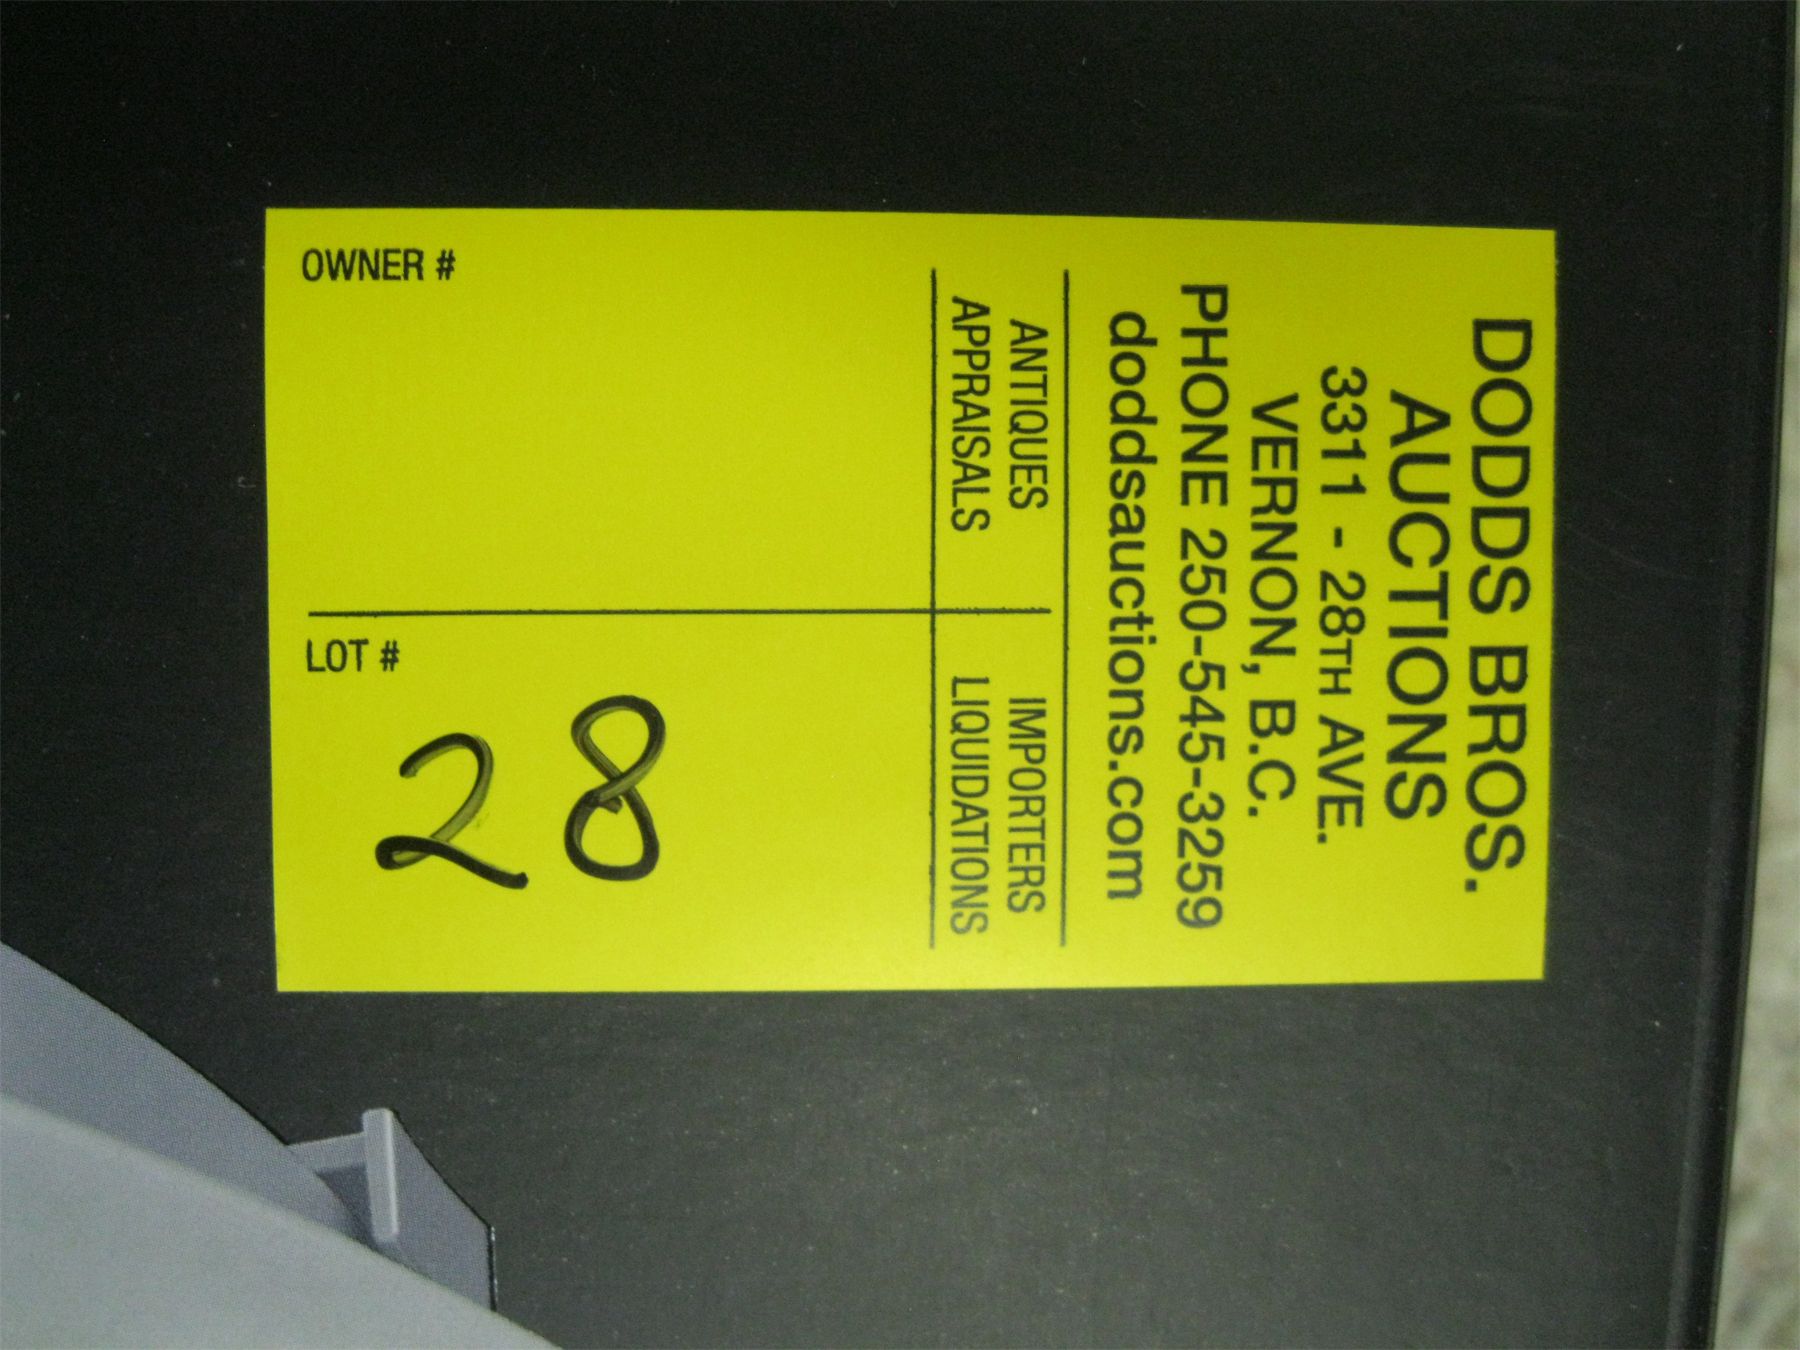 DODDS BROS.
AUCTIONS
3311 - 28TH AVE.
VERNON, B.C.
PHONE 250-545-3259
doddsauctions.com
ANTIQUES
APPRAISALS
IMPORTERS
LIQUIDATIONS
OWNER #
LOT #
28